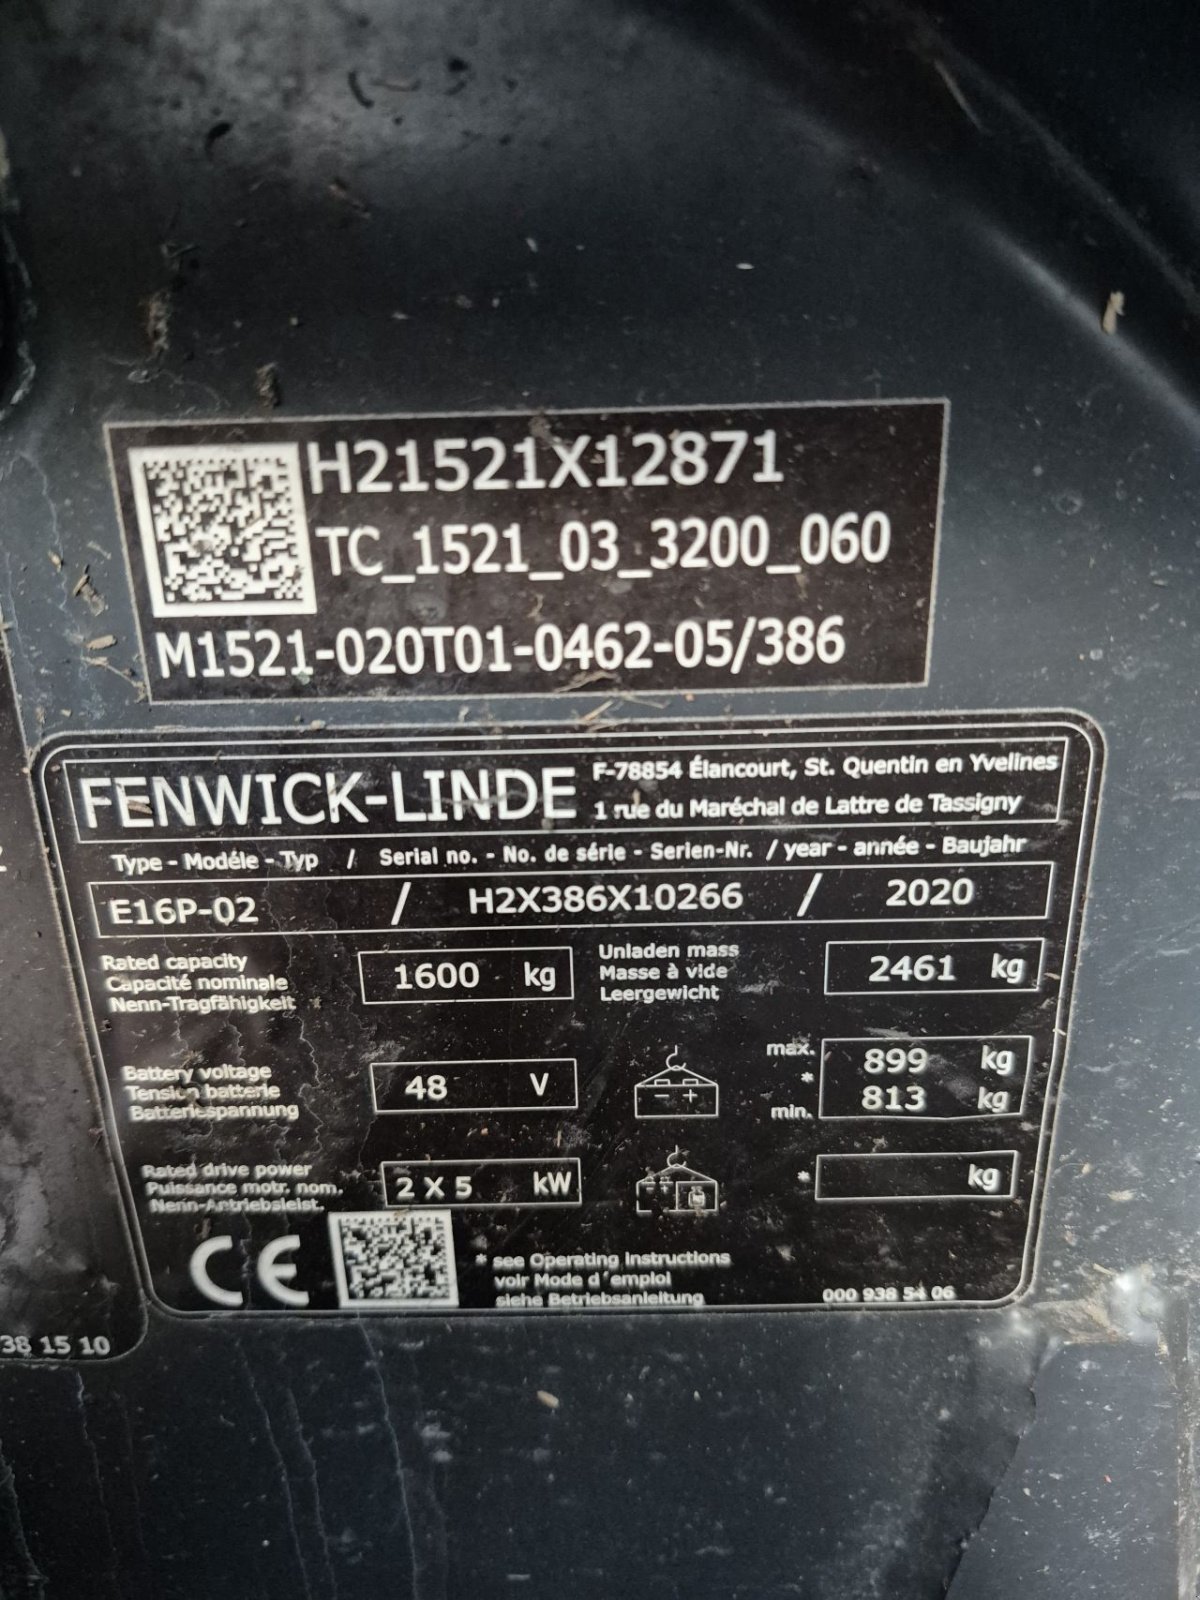 H21521X12871
TC_1521_03_3200_060
M1521-020T01-0462-05/386
FENWICK-LINDE
F-78854 Élancourt, St. Quentin en Yvelines
1 rue du Maréchal de Lattre de Tassigny
Type - Modéle - Typ / Serial no. - No. de série - Serien-Nr. / year - année - Baujahr
E16P-02 / H2X386X10266 / 2020
Rated capacity
Capacité nominale
Nenn-Tragfähigkeit
1600 kg
Unladen mass
Masse à vide
Leergewicht
2461 kg
Battery voltage
Tension batterie
Batteriespannung
48 V
- +
max. 899 kg
*
min. 813 kg
Rated drive power
Puissance motr. nom.
Nenn-Antriebsleist.
2 X 5 kW
* kg
CE
* see Operating instructions
voir Mode d´emploi
siehe Betriebsanleitung
000 938 54 06
38 15 10